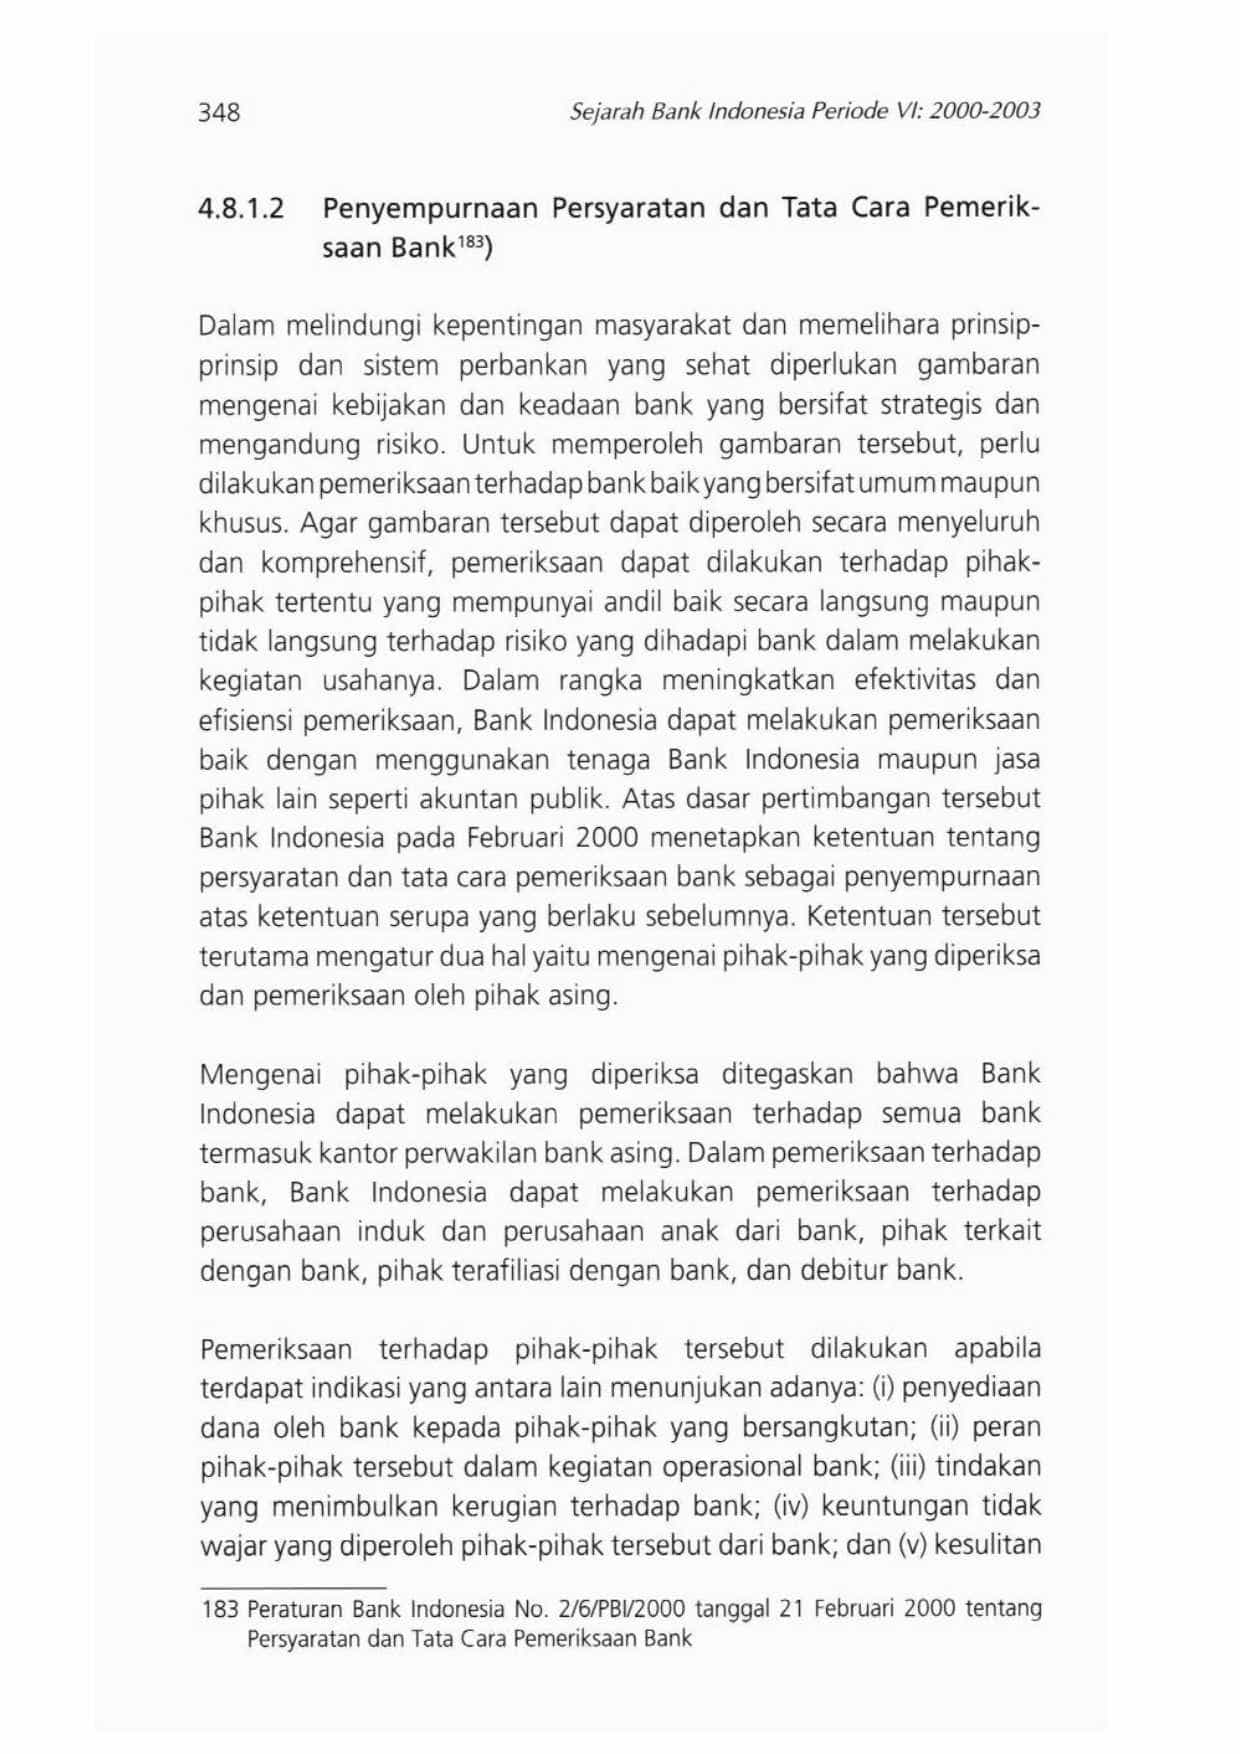 348
Sejarah Bank Indonesia Periode VI: 2000-2003
4.8.1.2 Penyempurnaan Persyaratan dan Tata Cara Pemerik-
saan Bank¹⁸³)
Dalam melindungi kepentingan masyarakat dan memelihara prinsip-
prinsip dan sistem perbankan yang sehat diperlukan gambaran
mengenai kebijakan dan keadaan bank yang bersifat strategis dan
mengandung risiko. Untuk memperoleh gambaran tersebut, perlu
dilakukan pemeriksaan terhadap bank baik yang bersifat umum maupun
khusus. Agar gambaran tersebut dapat diperoleh secara menyeluruh
dan komprehensif, pemeriksaan dapat dilakukan terhadap pihak-
pihak tertentu yang mempunyai andil baik secara langsung maupun
tidak langsung terhadap risiko yang dihadapi bank dalam melakukan
kegiatan usahanya. Dalam rangka meningkatkan efektivitas dan
efisiensi pemeriksaan, Bank Indonesia dapat melakukan pemeriksaan
baik dengan menggunakan tenaga Bank Indonesia maupun jasa
pihak lain seperti akuntan publik. Atas dasar pertimbangan tersebut
Bank Indonesia pada Februari 2000 menetapkan ketentuan tentang
persyaratan dan tata cara pemeriksaan bank sebagai penyempurnaan
atas ketentuan serupa yang berlaku sebelumnya. Ketentuan tersebut
terutama mengatur dua hal yaitu mengenai pihak-pihak yang diperiksa
dan pemeriksaan oleh pihak asing.
Mengenai pihak-pihak yang diperiksa ditegaskan bahwa Bank
Indonesia dapat melakukan pemeriksaan terhadap semua bank
termasuk kantor perwakilan bank asing. Dalam pemeriksaan terhadap
bank, Bank Indonesia dapat melakukan pemeriksaan terhadap
perusahaan induk dan perusahaan anak dari bank, pihak terkait
dengan bank, pihak terafiliasi dengan bank, dan debitur bank.
Pemeriksaan terhadap pihak-pihak tersebut dilakukan apabila
terdapat indikasi yang antara lain menunjukan adanya: (i) penyediaan
dana oleh bank kepada pihak-pihak yang bersangkutan; (ii) peran
pihak-pihak tersebut dalam kegiatan operasional bank; (iii) tindakan
yang menimbulkan kerugian terhadap bank; (iv) keuntungan tidak
wajar yang diperoleh pihak-pihak tersebut dari bank; dan (v) kesulitan
183 Peraturan Bank Indonesia No. 2/6/PBI/2000 tanggal 21 Februari 2000 tentang
Persyaratan dan Tata Cara Pemeriksaan Bank